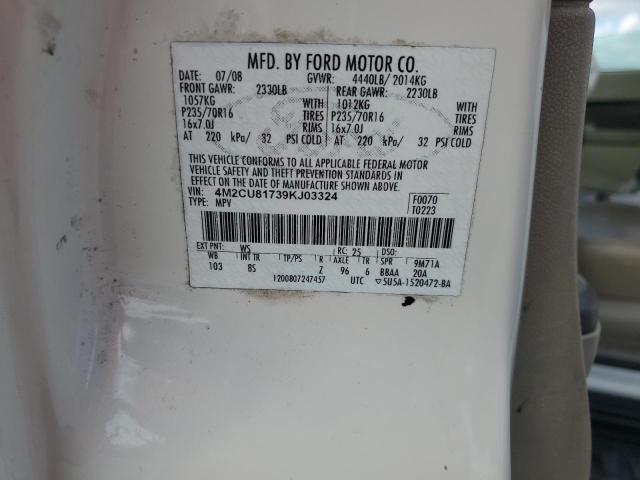 MFD. BY FORD MOTOR CO.
DATE: 07/08 GVWR: 4440LB/ 2014KG
FRONT GAWR: 2330LB REAR GAWR: 2230LB
1057KG WITH 1012KG WITH
P235/70R16 TIRES P235/70R16 TIRES
16x7.0J RIMS 16x7.0J RIMS
AT 220 kPa/ 32 PSI COLD AT 220 kPa/ 32 PSI COLD
THIS VEHICLE CONFORMS TO ALL APPLICABLE FEDERAL MOTOR
VEHICLE SAFETY AND THEFT PREVENTION STANDARDS IN
EFFECT ON THE DATE OF MANUFACTURE SHOWN ABOVE.
VIN: 4M2CU81739KJ03324 F0070
TYPE: MPV T0223
EXT PNT: WS RC: 25 DSO:
WB INT TR TP/PS R AXLE TR SPR 9M71A
103 8S Z 96 6 BBAA 20A
1200807247457 UTC ▽5U5A-1520472-BA